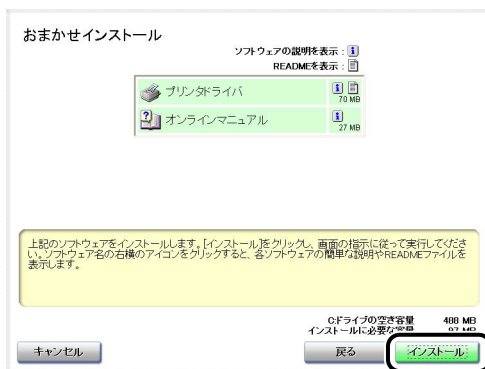 おまかせインストール
ソフトウェアの説明を表示 :
READMEを表示 :
プリンタドライバ
70 MB
オンラインマニュアル
27 MB
上記のソフトウェアをインストールします。[インストール]をクリックし、画面の指示に従って実行してくださ
い。ソフトウェア名の右横のアイコンをクリックすると、各ソフトウェアの簡単な説明やREADMEファイルを
表示します。
C:ドライブの空き容量 488 MB
インストールに必要な容量 97 MB
キャンセル
戻る
インストール